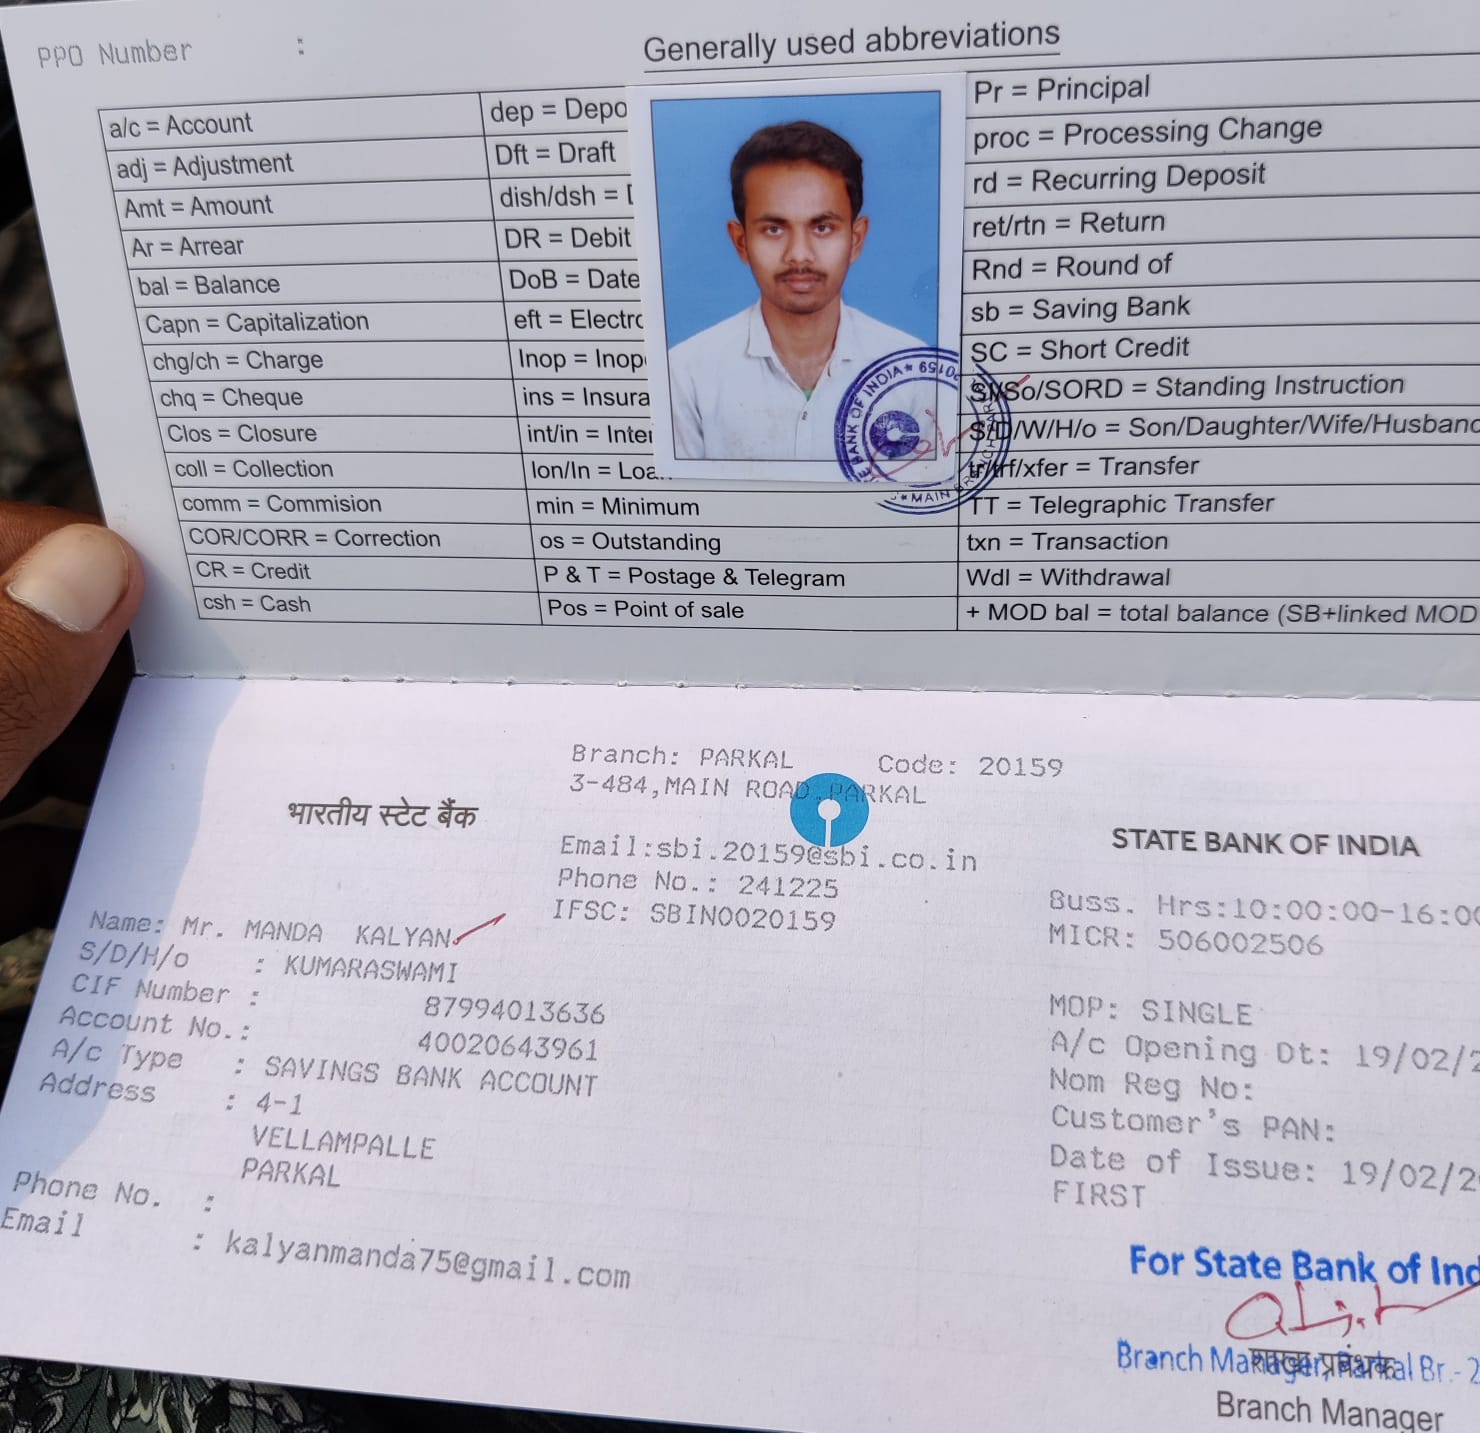 PPO Number :
Generally used abbreviations
a/c = Account
adj = Adjustment
Amt = Amount
Ar = Arrear
bal = Balance
Capn = Capitalization
chg/ch = Charge
chq = Cheque
Clos = Closure
coll = Collection
comm = Commision
COR/CORR = Correction
CR = Credit
csh = Cash
dep = Depo
Dft = Draft
dish/dsh =
DR = Debit
DoB = Date
eft = Electro
Inop = Inop
ins = Insura
int/in = Inter
lon/ln = Loa
min = Minimum
os = Outstanding
P & T = Postage & Telegram
Pos = Point of sale
Pr = Principal
proc = Processing Change
rd = Recurring Deposit
ret/rtn = Return
Rnd = Round of
sb = Saving Bank
SC = Short Credit
SI/So/SORD = Standing Instruction
S/D/W/H/o = Son/Daughter/Wife/Husband
tr/trf/xfer = Transfer
TT = Telegraphic Transfer
txn = Transaction
Wdl = Withdrawal
+ MOD bal = total balance (SB+linked MOD
BANK OF INDIA * 20159
* MAIN BRANCH
Branch: PARKAL Code: 20159
3-484,MAIN ROAD,PARKAL
भारतीय स्टेट बैंक
STATE BANK OF INDIA
Email:sbi.20159@sbi.co.in
Phone No.: 241225
IFSC: SBIN0020159
Buss. Hrs:10:00:00-16:00
MICR: 506002506
Name: Mr. MANDA KALYAN
S/D/H/o : KUMARASWAMI
CIF Number : 87994013636
Account No.: 40020643961
A/c Type : SAVINGS BANK ACCOUNT
Address : 4-1
VELLAMPALLE
PARKAL
Phone No. :
Email : kalyanmanda75@gmail.com
MOP: SINGLE
A/c Opening Dt: 19/02/2
Nom Reg No:
Customer's PAN:
Date of Issue: 19/02/2
FIRST
For State Bank of Ind
Branch Manager, Parkal Br.- 2
शाखा प्रबंधक
Branch Manager